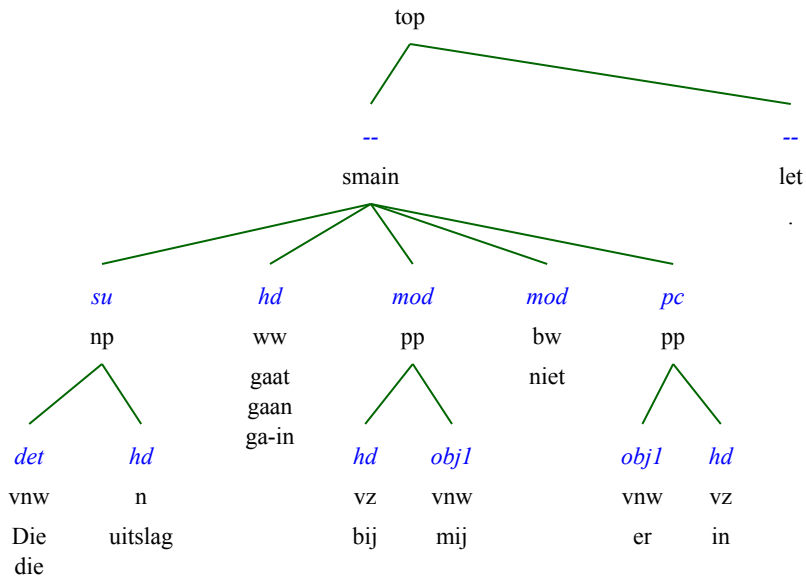 top
-- --
smain let
.
su hd mod mod pc
np ww pp bw pp
gaat niet
gaan
ga-in
det hd hd obj1 obj1 hd
vnw n vz vnw vnw vz
Die uitslag bij mij er in
die